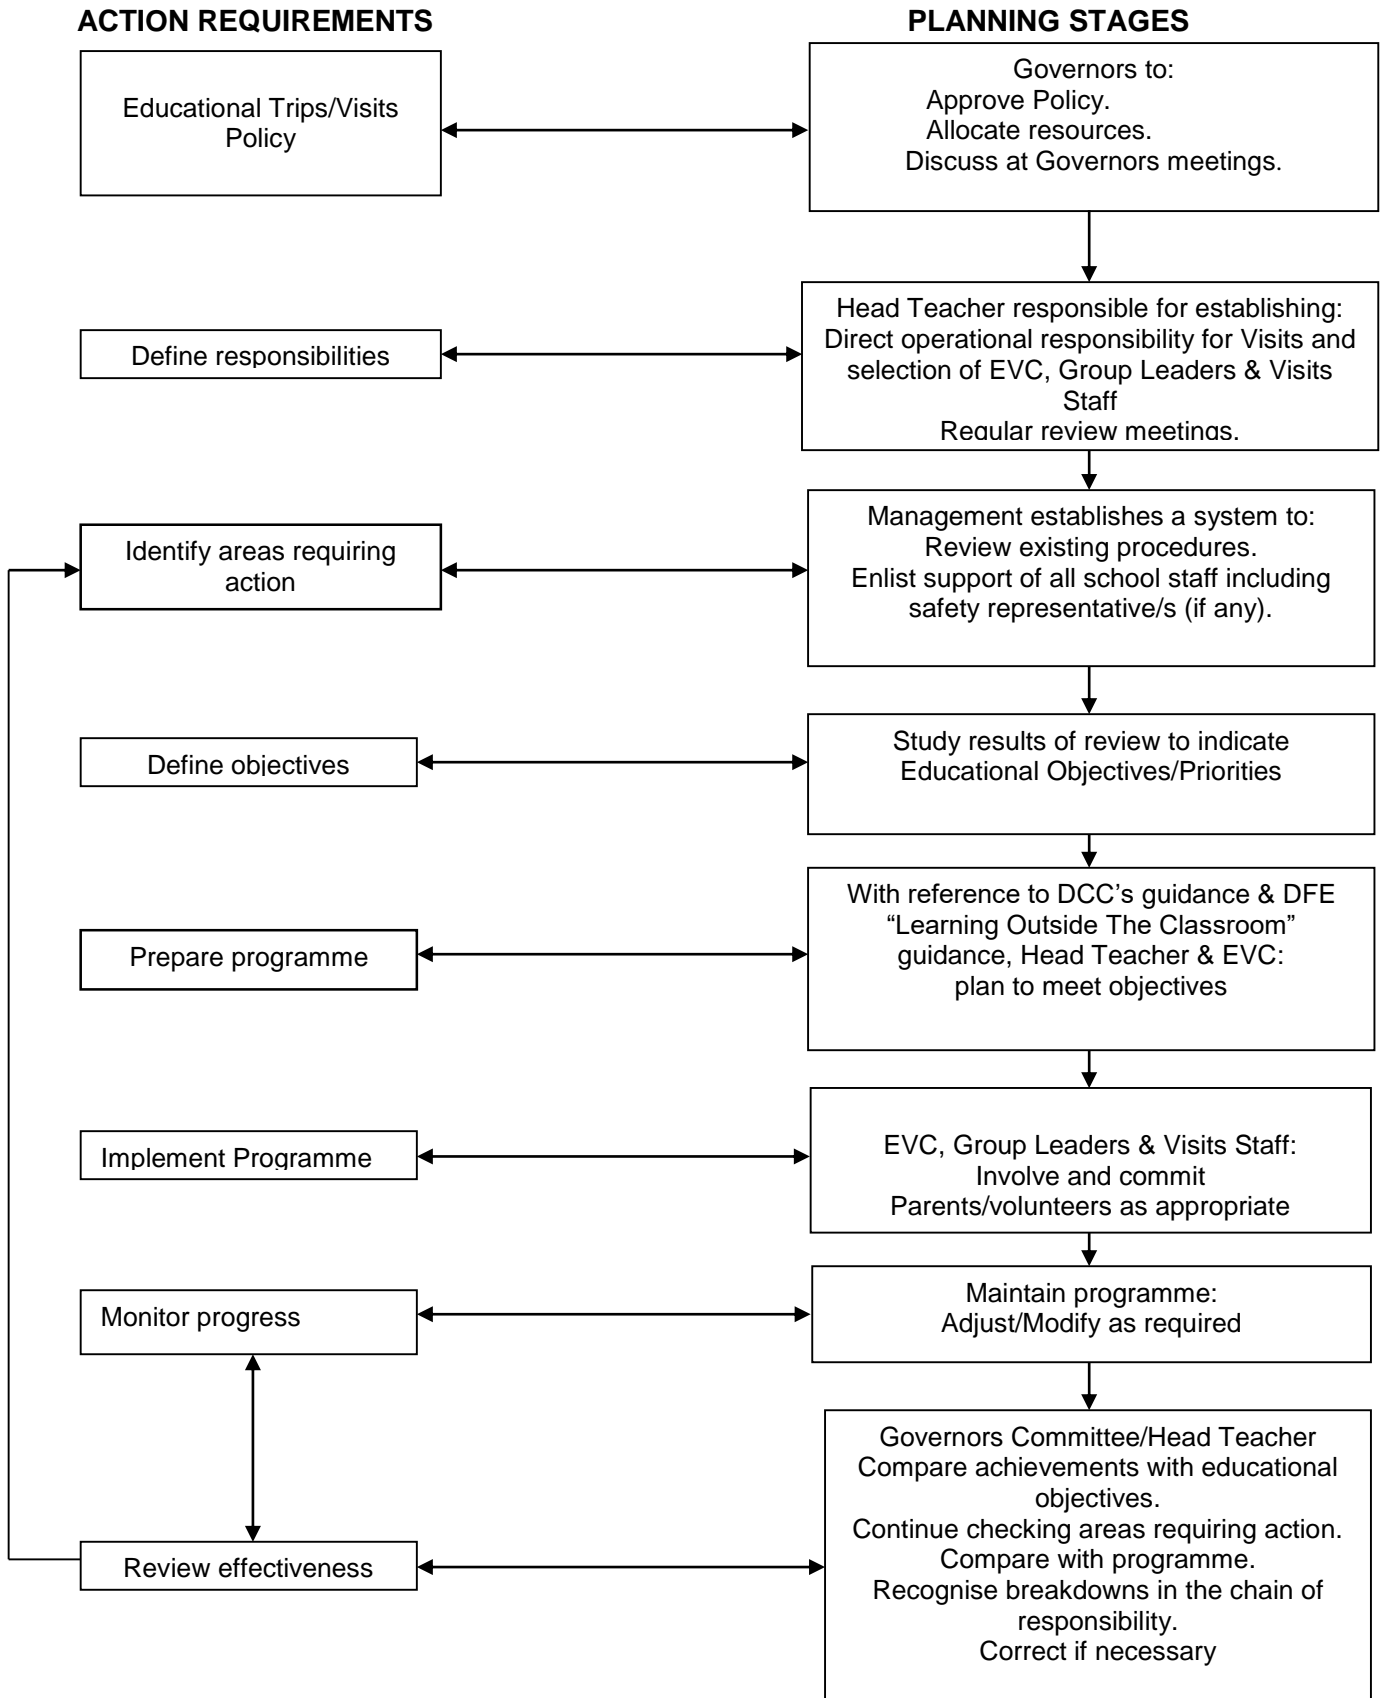 ACTION REQUIREMENTS
PLANNING STAGES
Educational Trips/Visits
Policy
Governors to:
Approve Policy.
Allocate resources.
Discuss at Governors meetings.
Define responsibilities
Head Teacher responsible for establishing:
Direct operational responsibility for Visits and
selection of EVC, Group Leaders & Visits
Staff
Regular review meetings.
Identify areas requiring
action
Management establishes a system to:
Review existing procedures.
Enlist support of all school staff including
safety representative/s (if any).
Define objectives
Study results of review to indicate
Educational Objectives/Priorities
Prepare programme
With reference to DCC’s guidance & DFE
“Learning Outside The Classroom”
guidance, Head Teacher & EVC:
plan to meet objectives
Implement Programme
EVC, Group Leaders & Visits Staff:
Involve and commit
Parents/volunteers as appropriate
Monitor progress
Maintain programme:
Adjust/Modify as required
Review effectiveness
Governors Committee/Head Teacher
Compare achievements with educational
objectives.
Continue checking areas requiring action.
Compare with programme.
Recognise breakdowns in the chain of
responsibility.
Correct if necessary